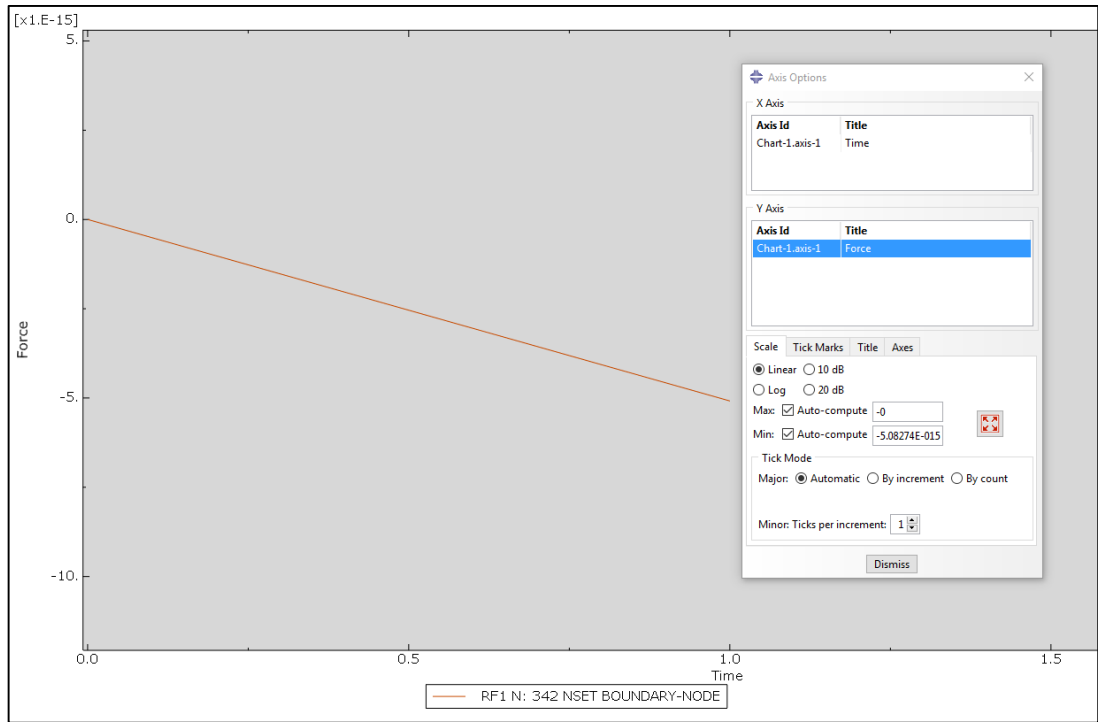 [x1.E-15]
5.
0.
-5.
-10.
Force
0.0 0.5 1.0 1.5
Time
RF1 N: 342 NSET BOUNDARY-NODE
Axis Options
X Axis
Axis Id Title
Chart-1.axis-1 Time
Y Axis
Axis Id Title
Chart-1.axis-1 Force
Scale Tick Marks Title Axes
Linear 10 dB
Log 20 dB
Max: Auto-compute -0
Min: Auto-compute -5.08274E-015
Tick Mode
Major: Automatic By increment By count
Minor: Ticks per increment: 1
Dismiss